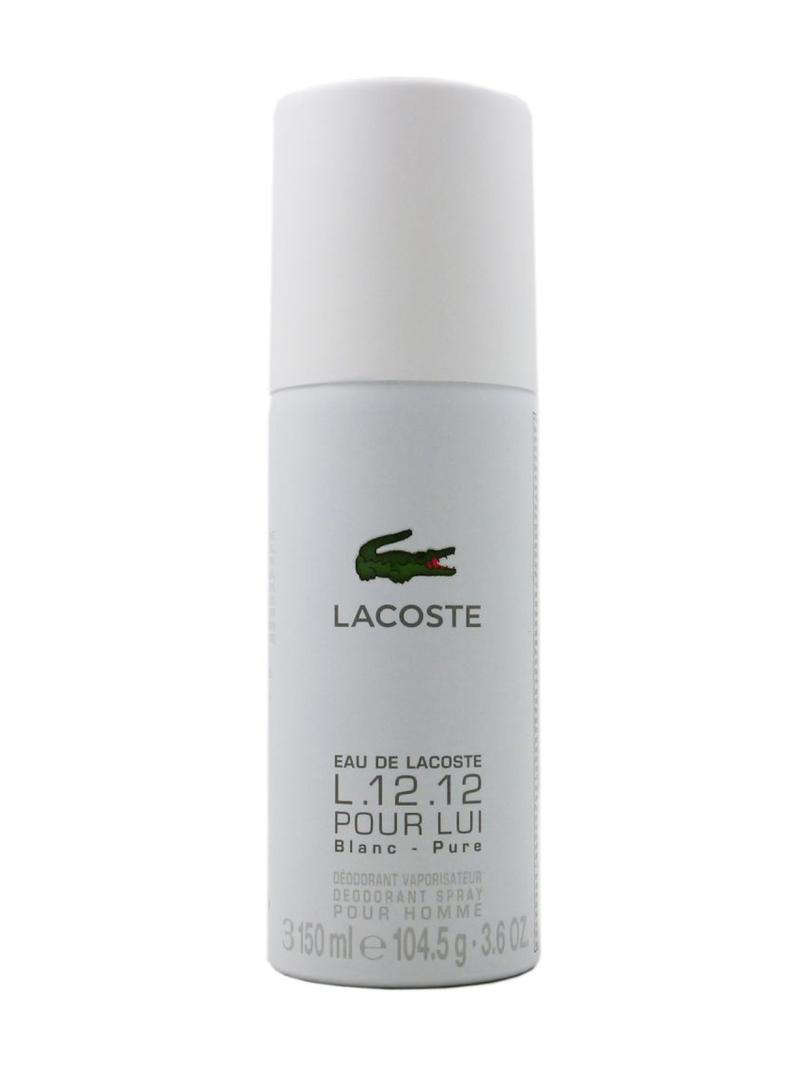 LACOSTE
EAU DE LACOSTE
L.12.12
POUR LUI
Blanc - Pure
DÉODORANT VAPORISATEUR
DEODORANT SPRAY
POUR HOMME
3 150 ml ℮ 104.5 g · 3.6 OZ.